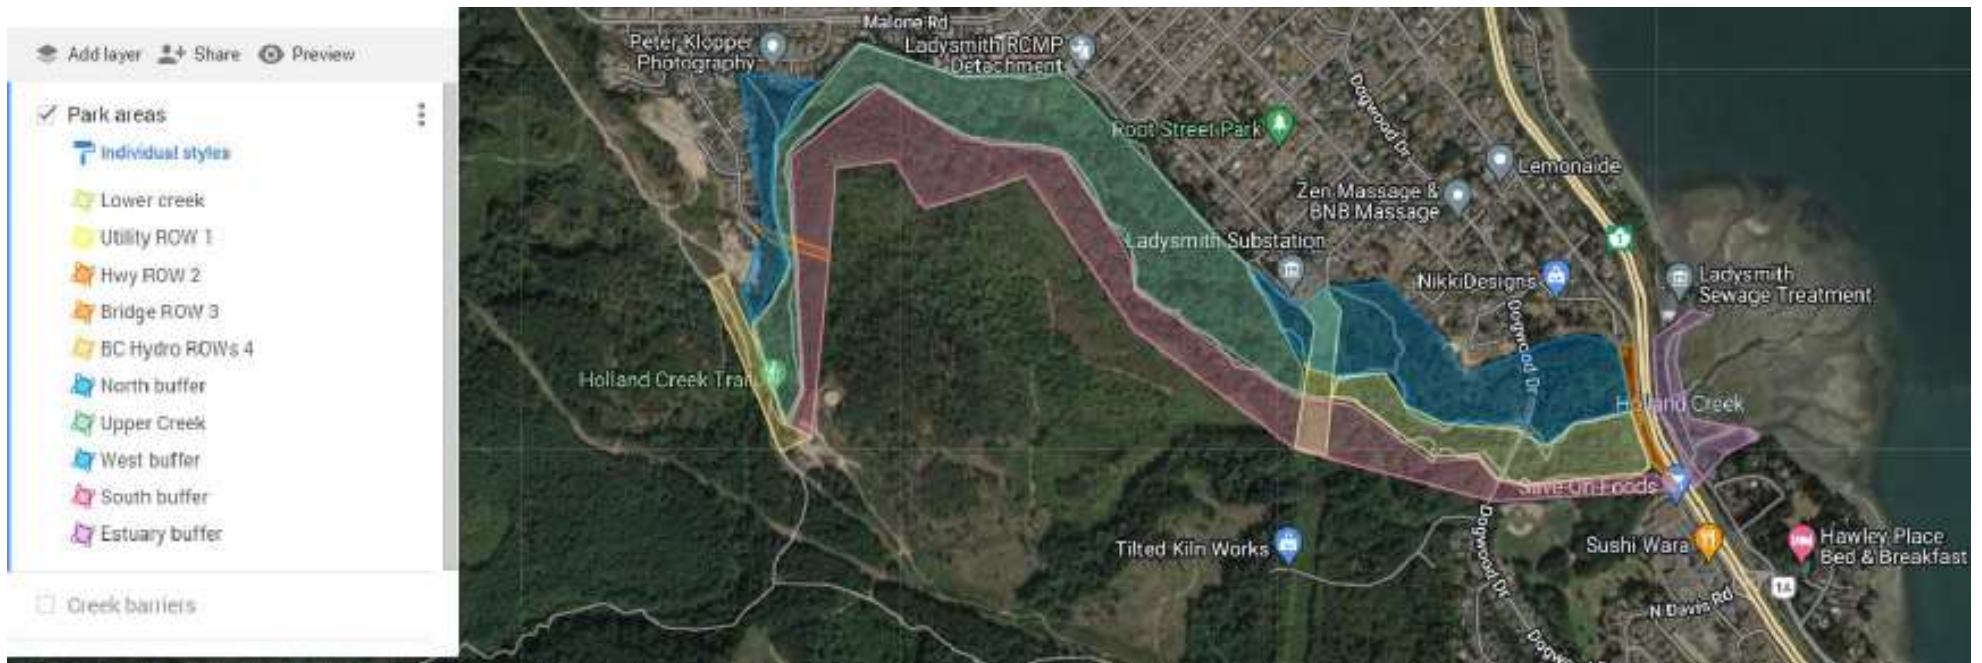 Add layer Share Preview
Park areas
Individual styles
Lower creek
Utility ROW 1
Hwy ROW 2
Bridge ROW 3
BC Hydro ROWs 4
North buffer
Upper Creek
West buffer
South buffer
Estuary buffer
Creek barriers
Malone Rd
Peter Klopper
Photography
Ladysmith RCMP
Detachment
Dogwood Dr
Root Street Park
Lemonaide
Zen Massage &
BNB Massage
1
Ladysmith Substation
NikkiDesigns
Ladysmith
Sewage Treatment
Dogwood Dr
Holland Creek Trail
Holland Creek
Save On Foods
Dogwood Dr
Tilted Kiln Works
Sushi Wara
Hawley Place
Bed & Breakfast
1A
N Davis Rd